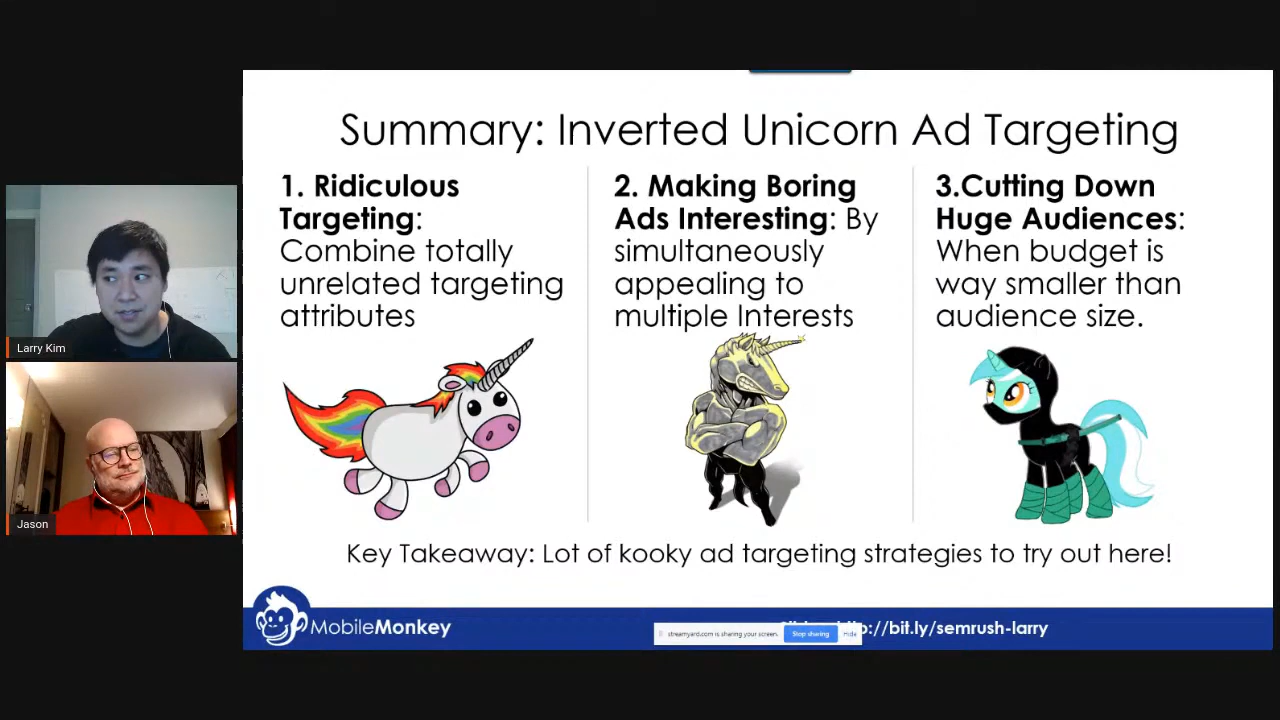 Summary: Inverted Unicorn Ad Targeting
1. Ridiculous
Targeting:
Combine totally
unrelated targeting
attributes
2. Making Boring
Ads Interesting: By
simultaneously
appealing to
multiple Interests
3.Cutting Down
Huge Audiences:
When budget is
way smaller than
audience size.
Larry Kim
Jason
Key Takeaway: Lot of kooky ad targeting strategies to try out here!
MobileMonkey
streamyard.com is sharing your screen.
Stop sharing
Hide
://bit.ly/semrush-larry